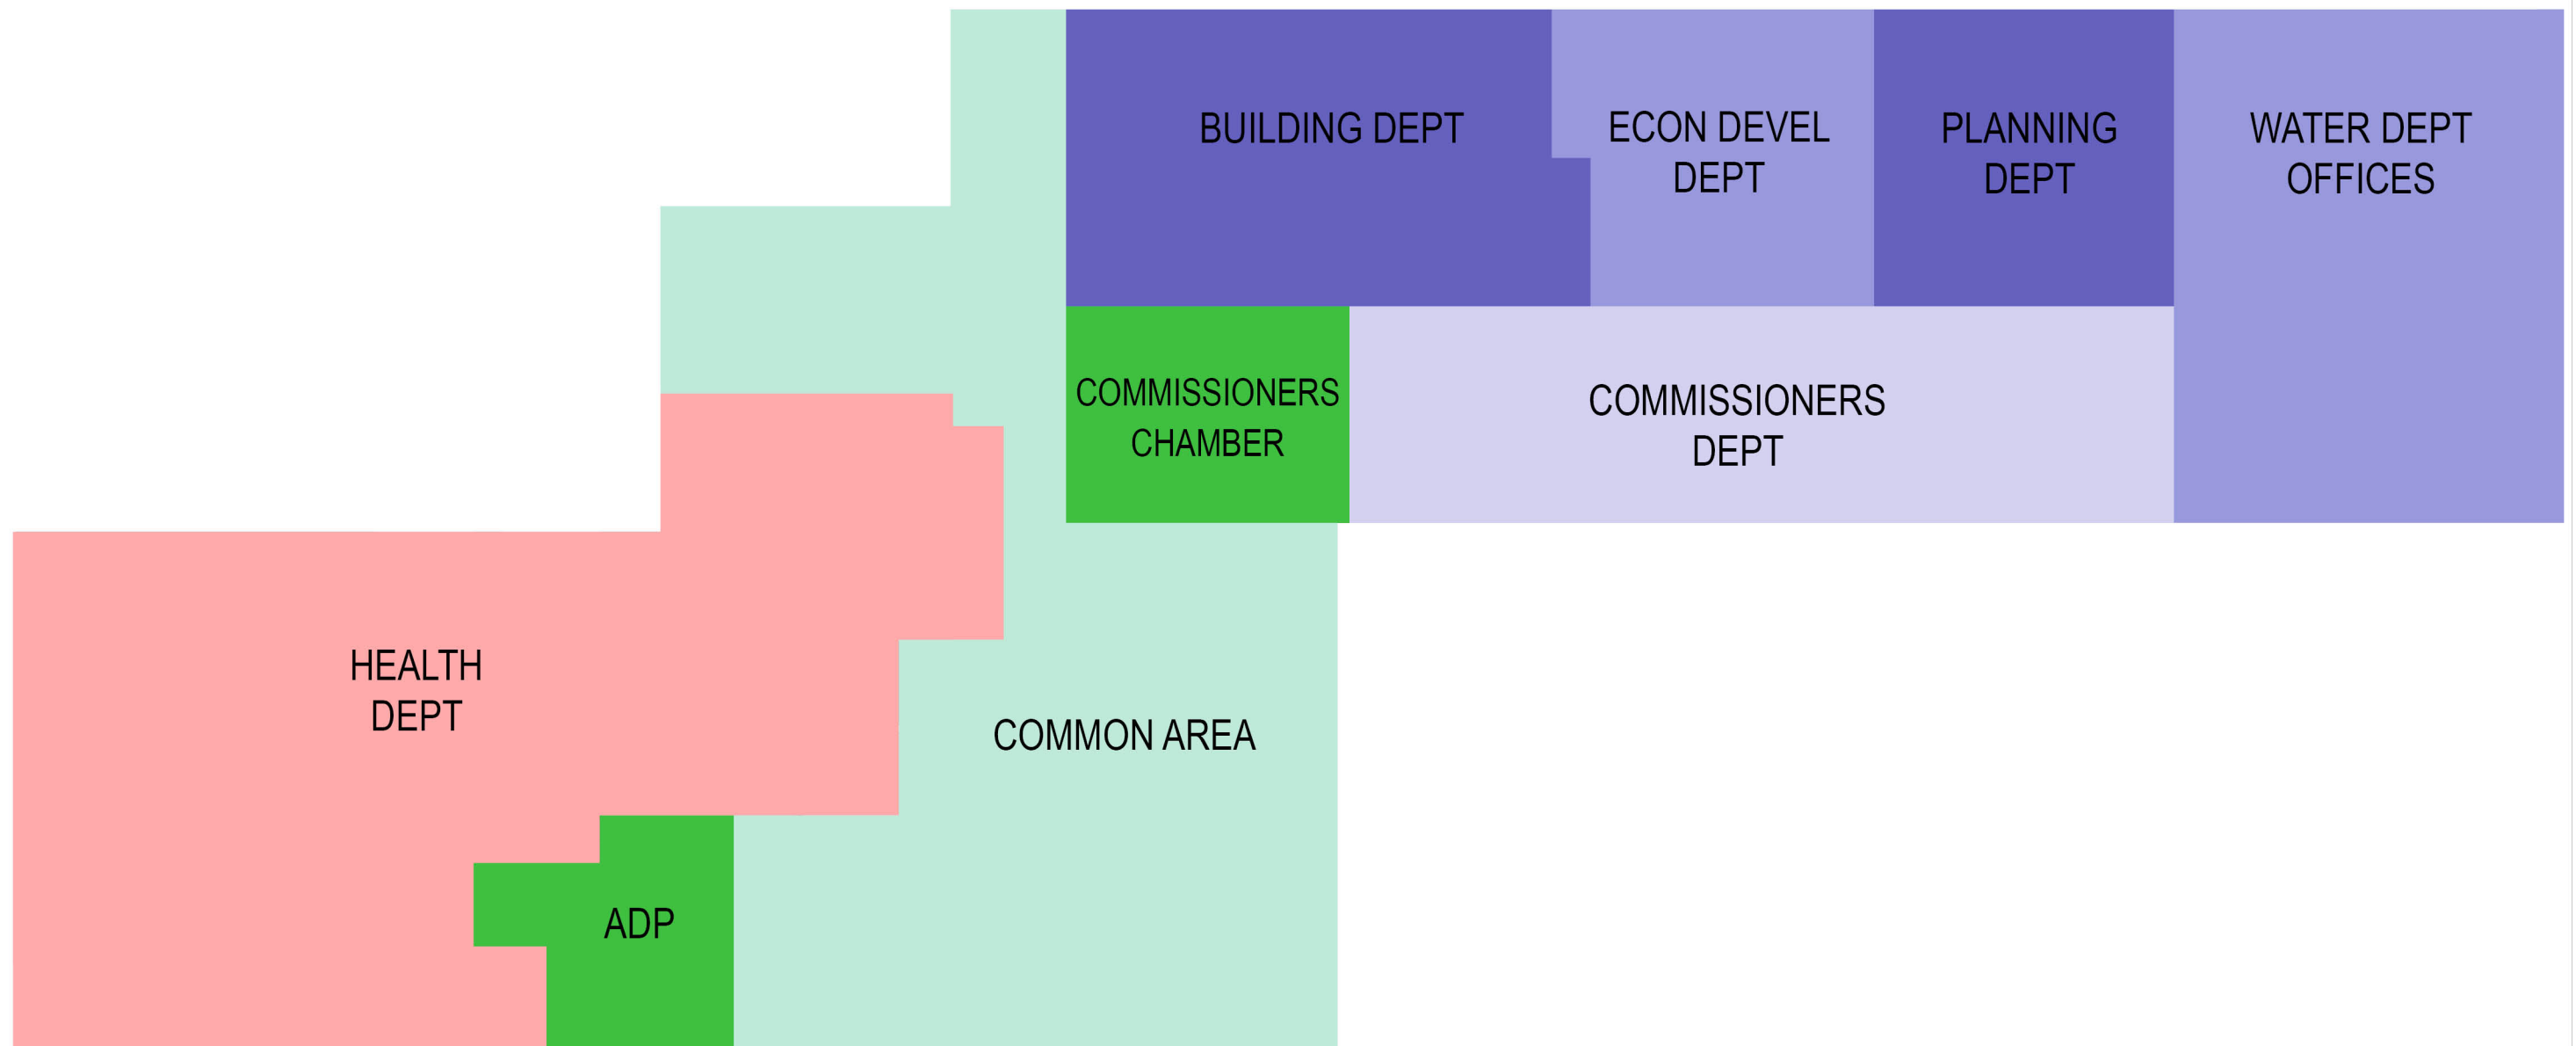 BUILDING DEPT
ECON DEVEL
DEPT
PLANNING
DEPT
WATER DEPT
OFFICES
COMMISSIONERS
CHAMBER
COMMISSIONERS
DEPT
HEALTH
DEPT
COMMON AREA
ADP